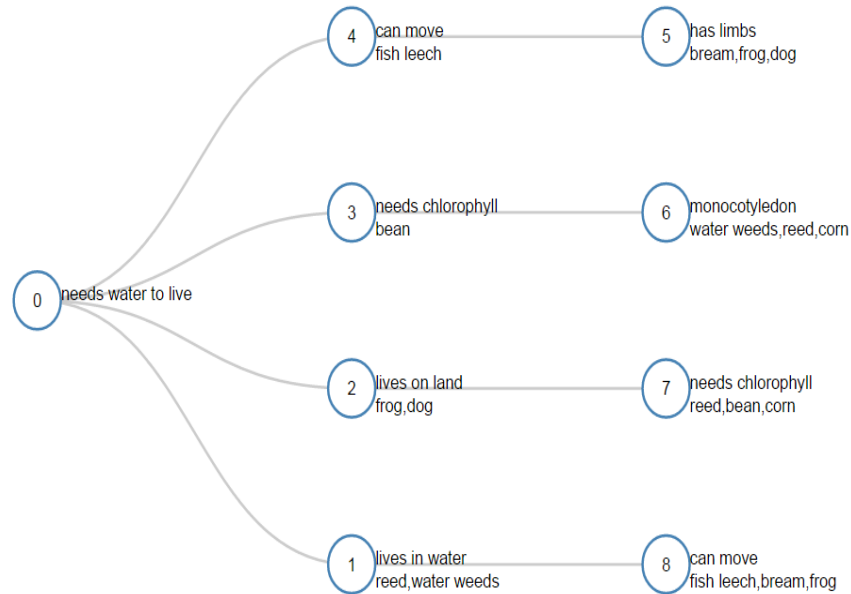 4
can move
fish leech
5
has limbs
bream,frog,dog
3
needs chlorophyll
bean
6
monocotyledon
water weeds,reed,corn
0
needs water to live
2
lives on land
frog,dog
7
needs chlorophyll
reed,bean,corn
1
lives in water
reed,water weeds
8
can move
fish leech,bream,frog